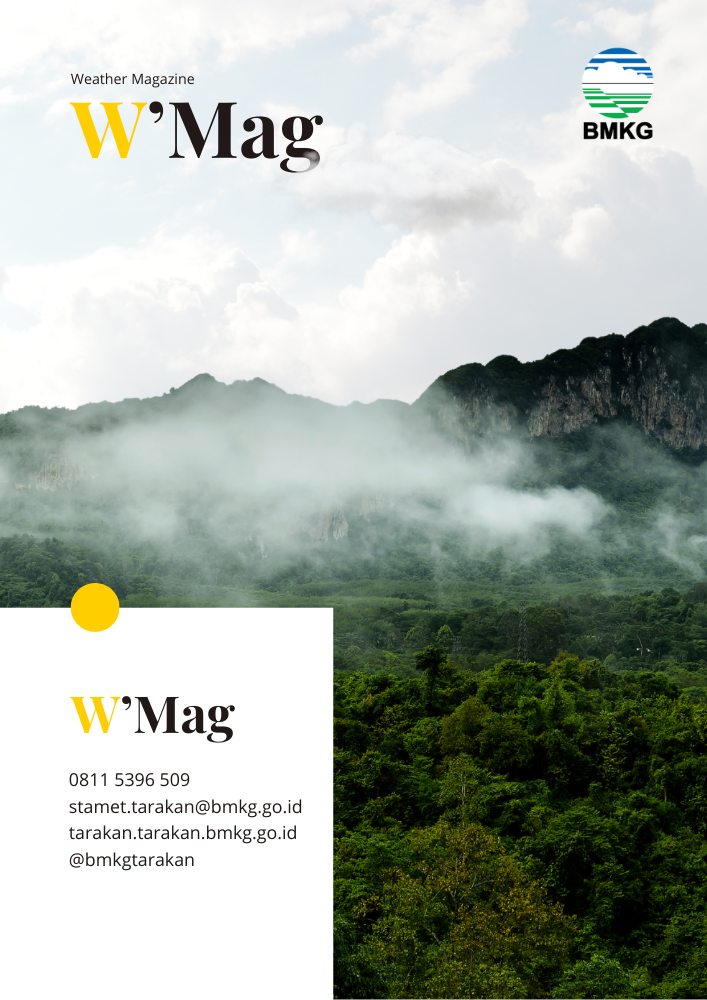 Weather Magazine
W’Mag
BMKG
W’Mag
0811 5396 509
stamet.tarakan@bmkg.go.id
tarakan.tarakan.bmkg.go.id
@bmkgtarakan